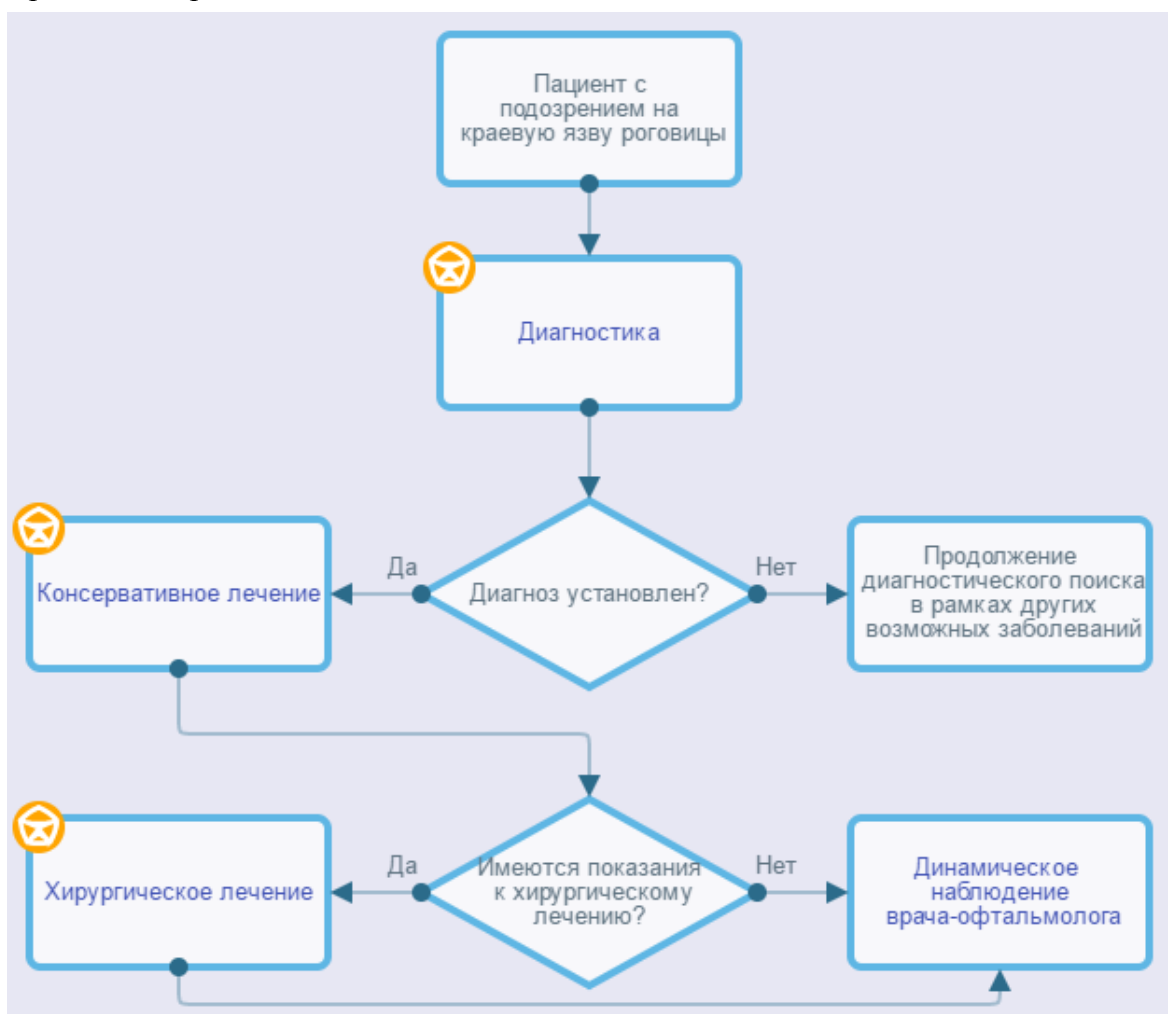 Пациент с
подозрением на
краевую язву роговицы
Диагностика
Диагноз установлен?
Да
Нет
Консервативное лечение
Продолжение
диагностического поиска
в рамках других
возможных заболеваний
Имеются показания
к хирургическому
лечению?
Да
Нет
Хирургическое лечение
Динамическое
наблюдение
врача-офтальмолога